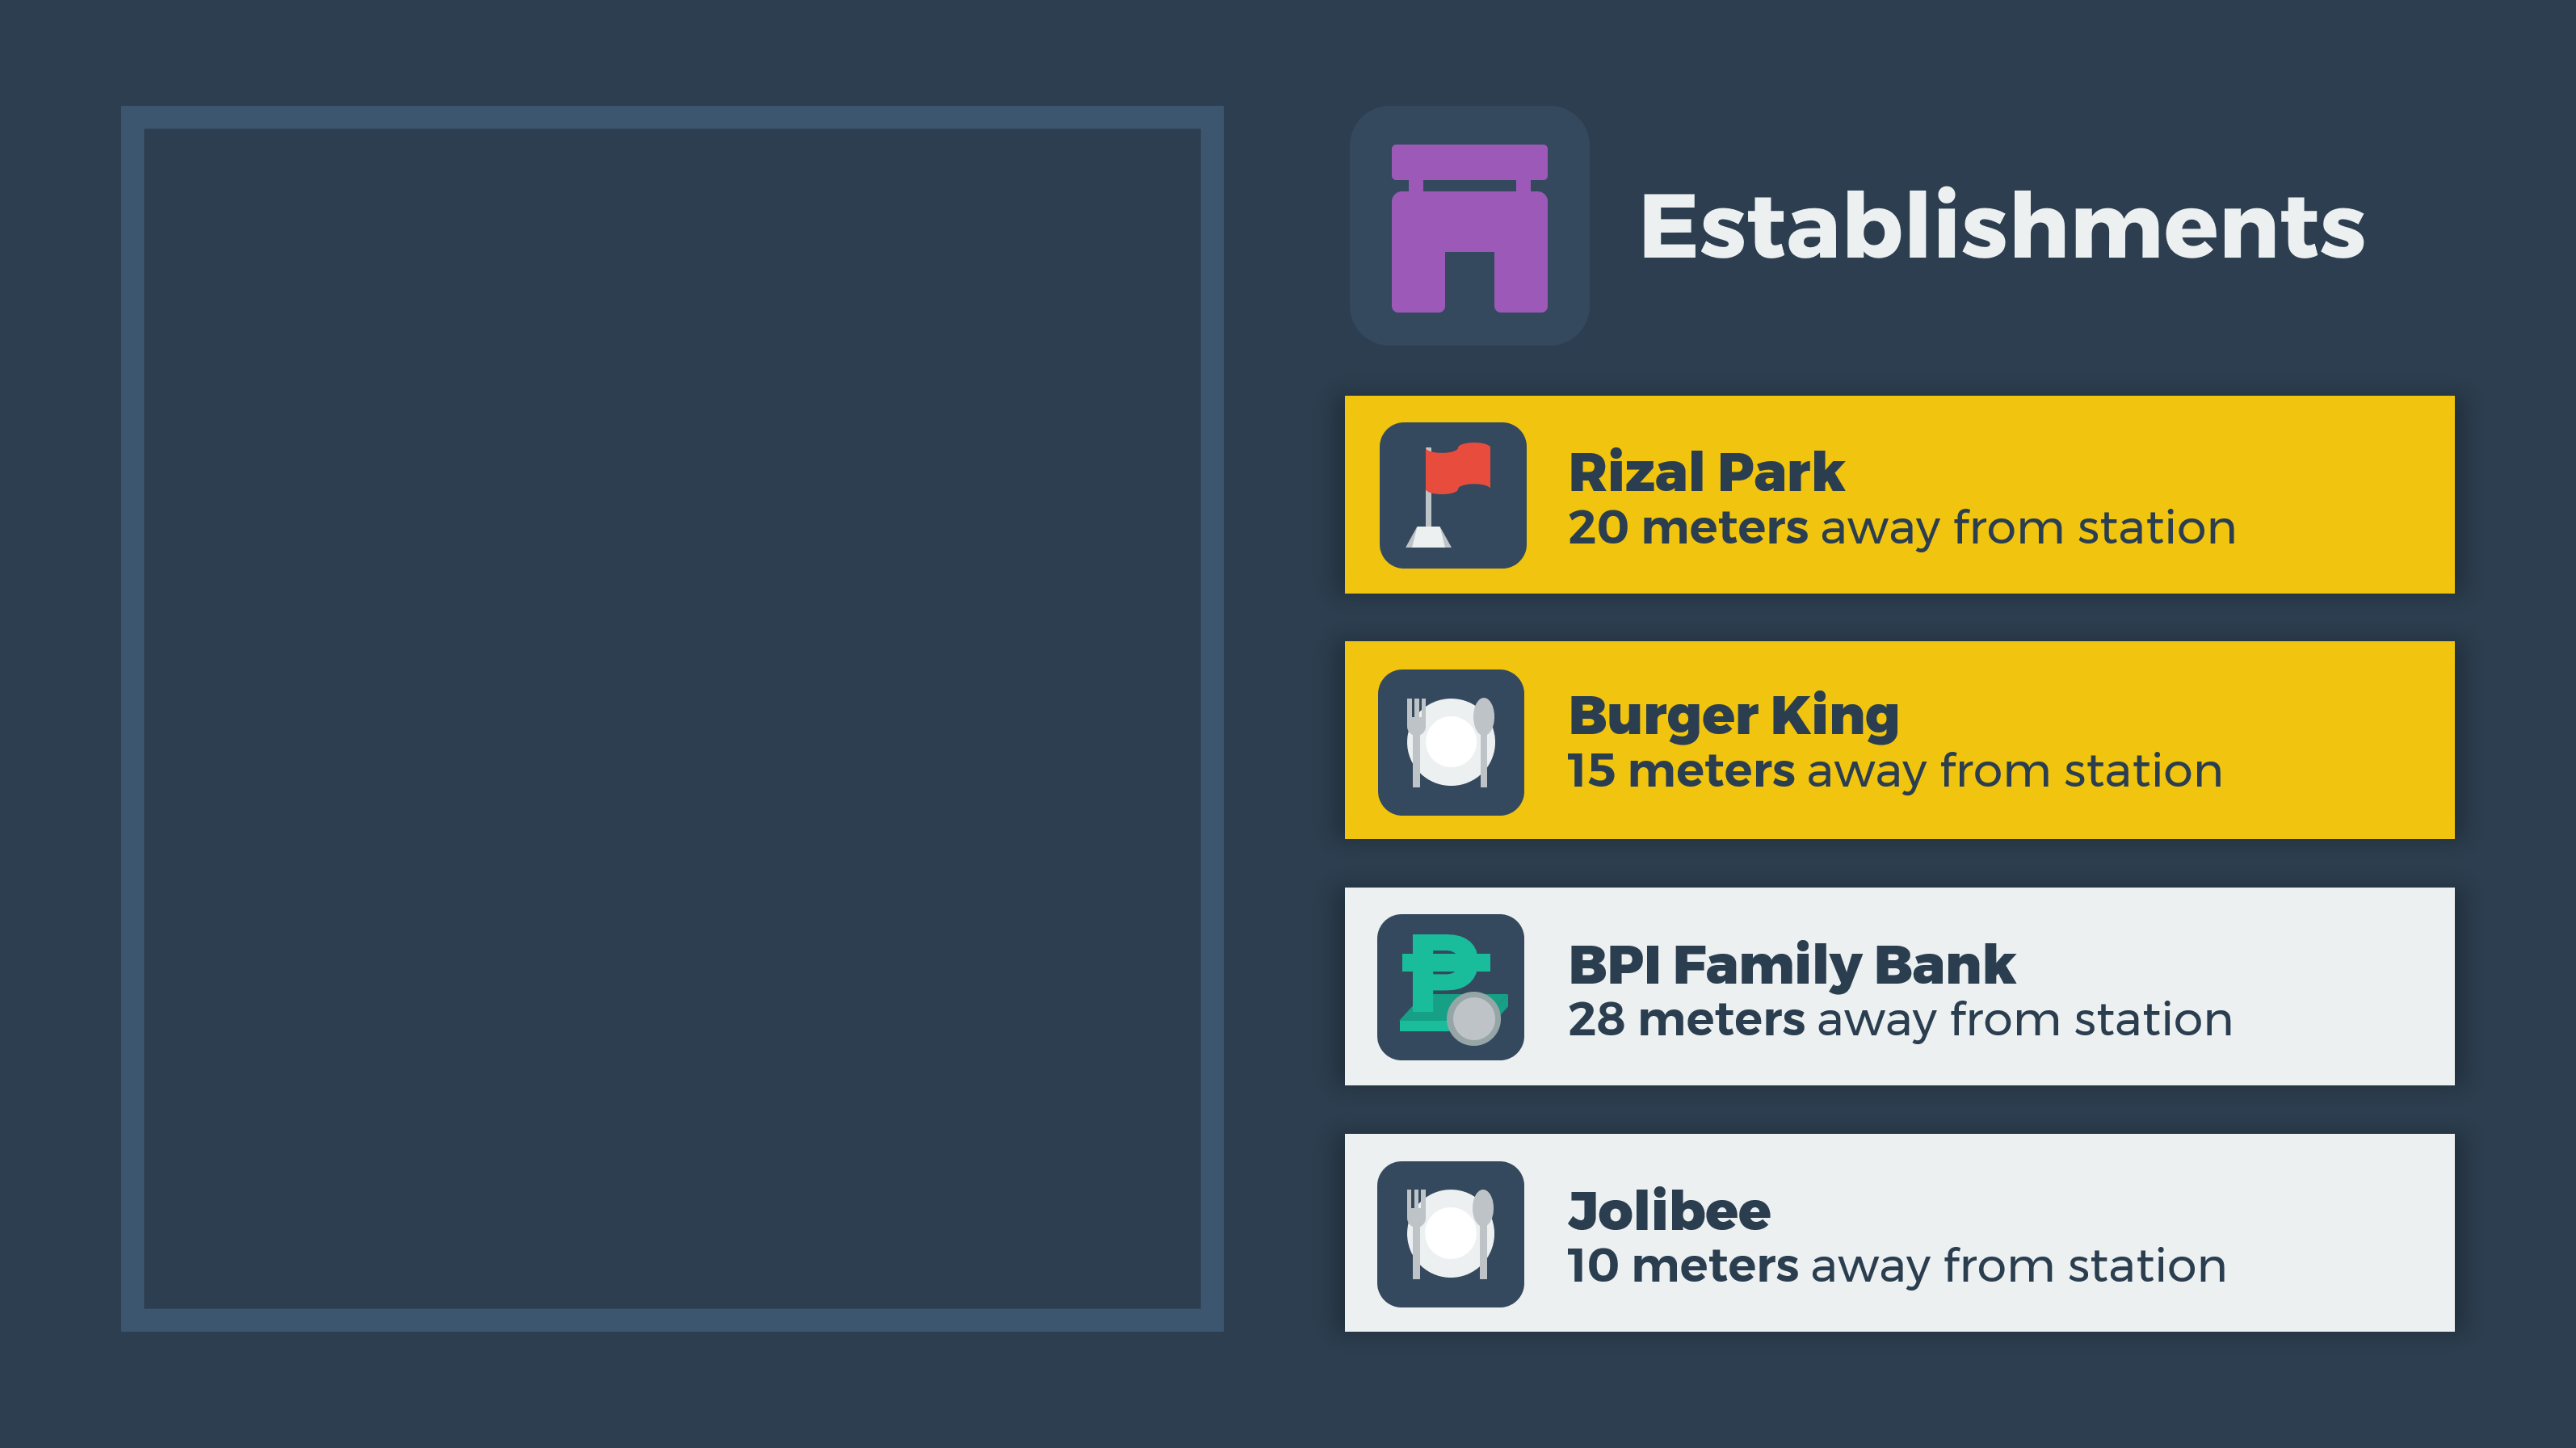 Establishments
Rizal Park
20 meters away from station
Burger King
15 meters away from station
BPI Family Bank
28 meters away from station
Jolibee
10 meters away from station